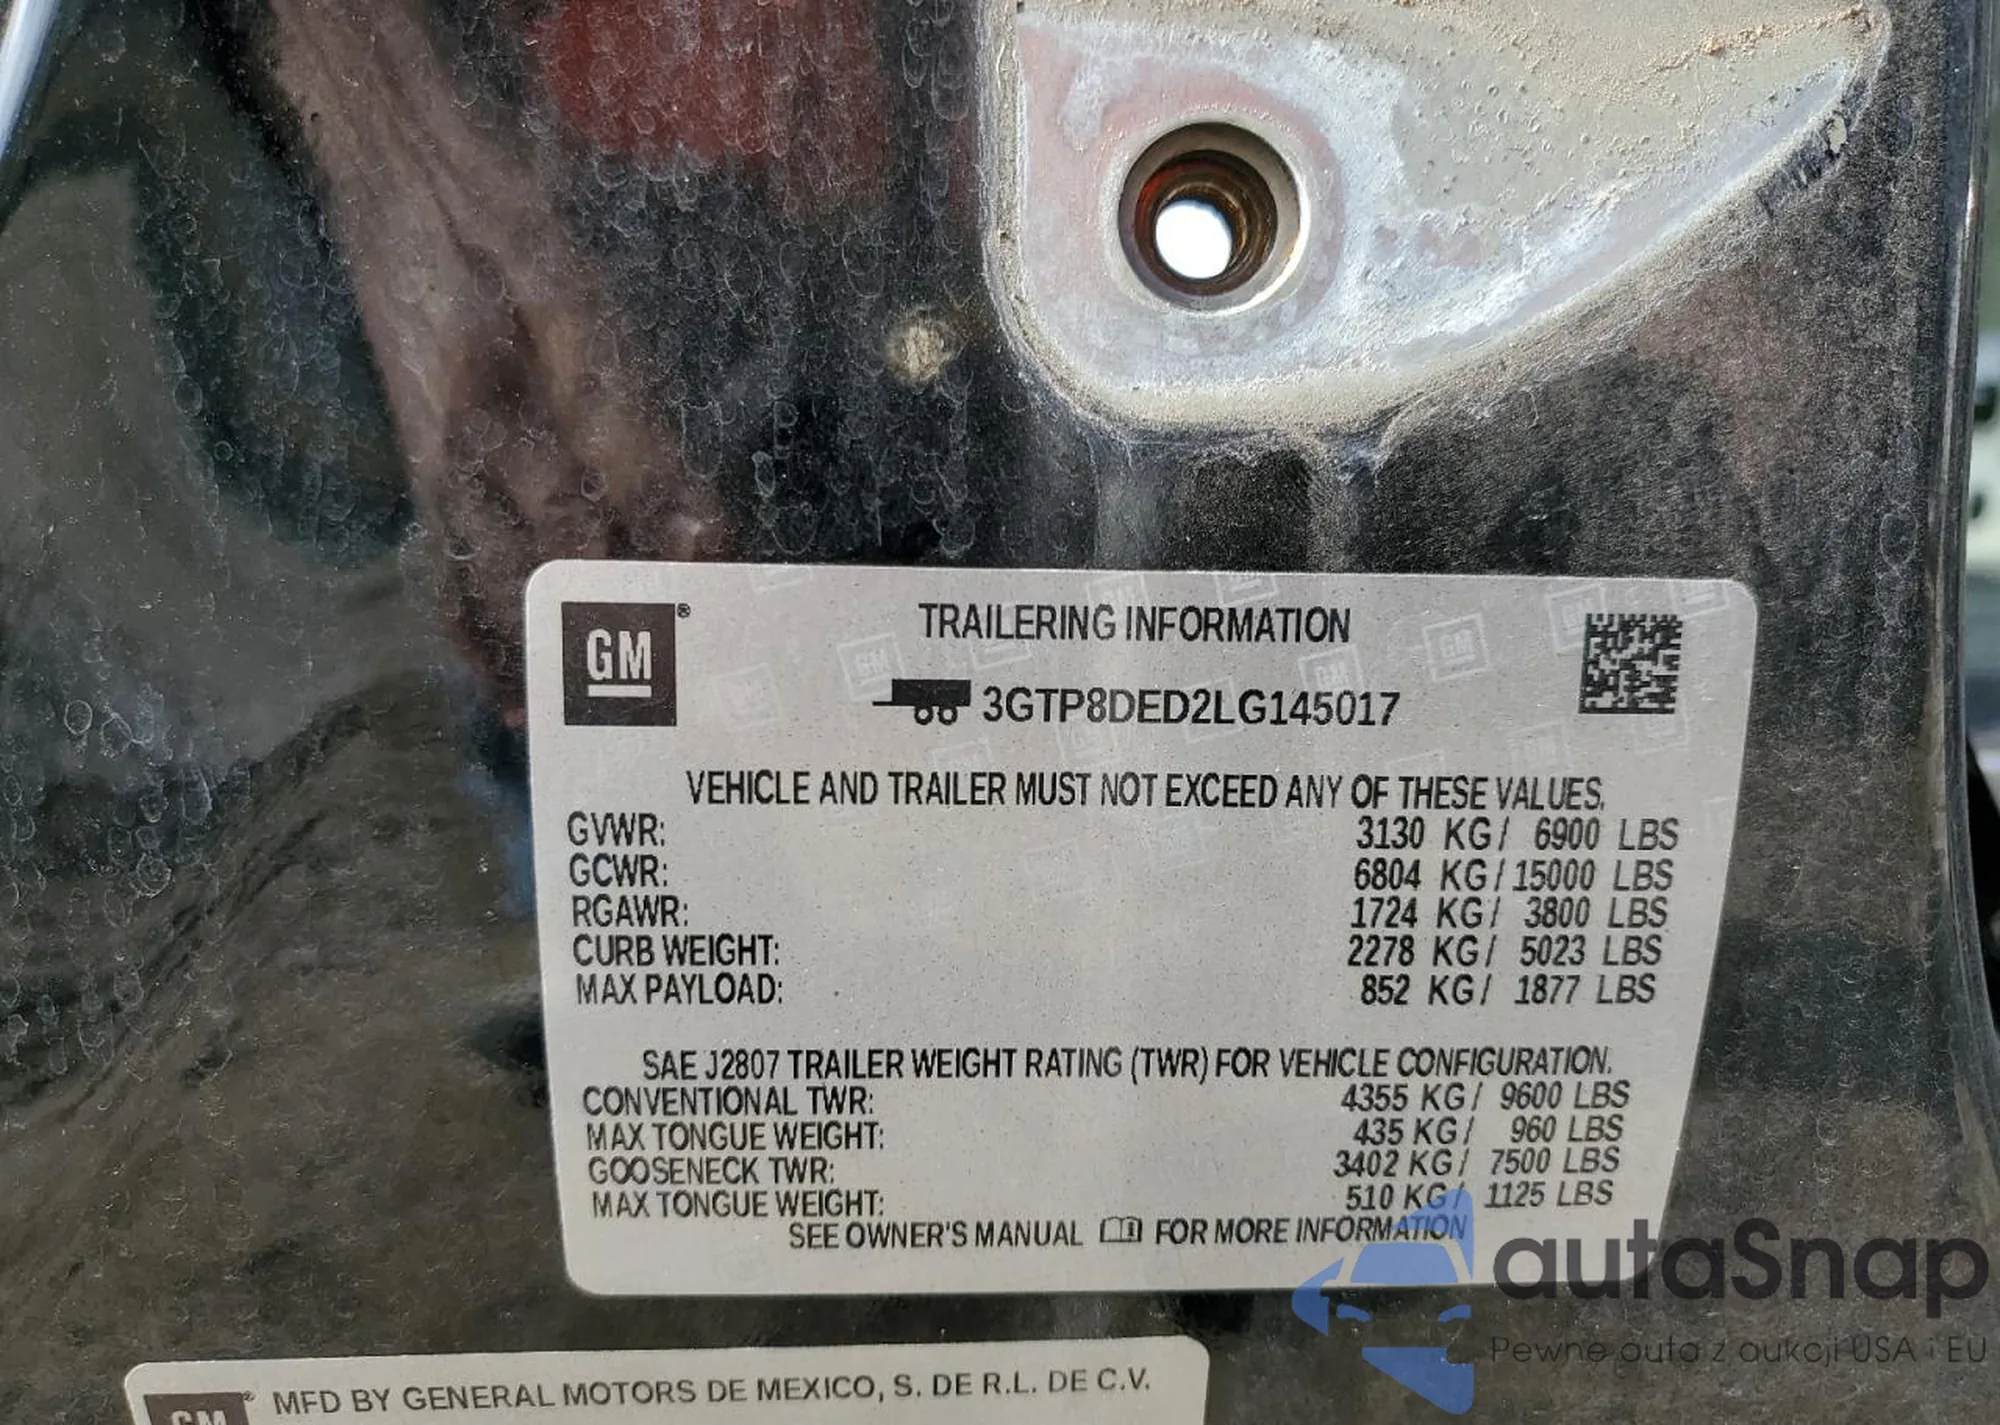 GM®
TRAILERING INFORMATION
3GTP8DED2LG145017
VEHICLE AND TRAILER MUST NOT EXCEED ANY OF THESE VALUES.
GVWR: 3130 KG/ 6900 LBS
GCWR: 6804 KG/ 15000 LBS
RGAWR: 1724 KG/ 3800 LBS
CURB WEIGHT: 2278 KG/ 5023 LBS
MAX PAYLOAD: 852 KG/ 1877 LBS
SAE J2807 TRAILER WEIGHT RATING (TWR) FOR VEHICLE CONFIGURATION.
CONVENTIONAL TWR: 4355 KG/ 9600 LBS
MAX TONGUE WEIGHT: 435 KG/ 960 LBS
GOOSENECK TWR: 3402 KG/ 7500 LBS
MAX TONGUE WEIGHT: 510 KG/ 1125 LBS
SEE OWNER'S MANUAL FOR MORE INFORMATION
autaSnap
Pewne auta z aukcji USA i EU
GM®
MFD BY GENERAL MOTORS DE MEXICO, S. DE R.L. DE C.V.